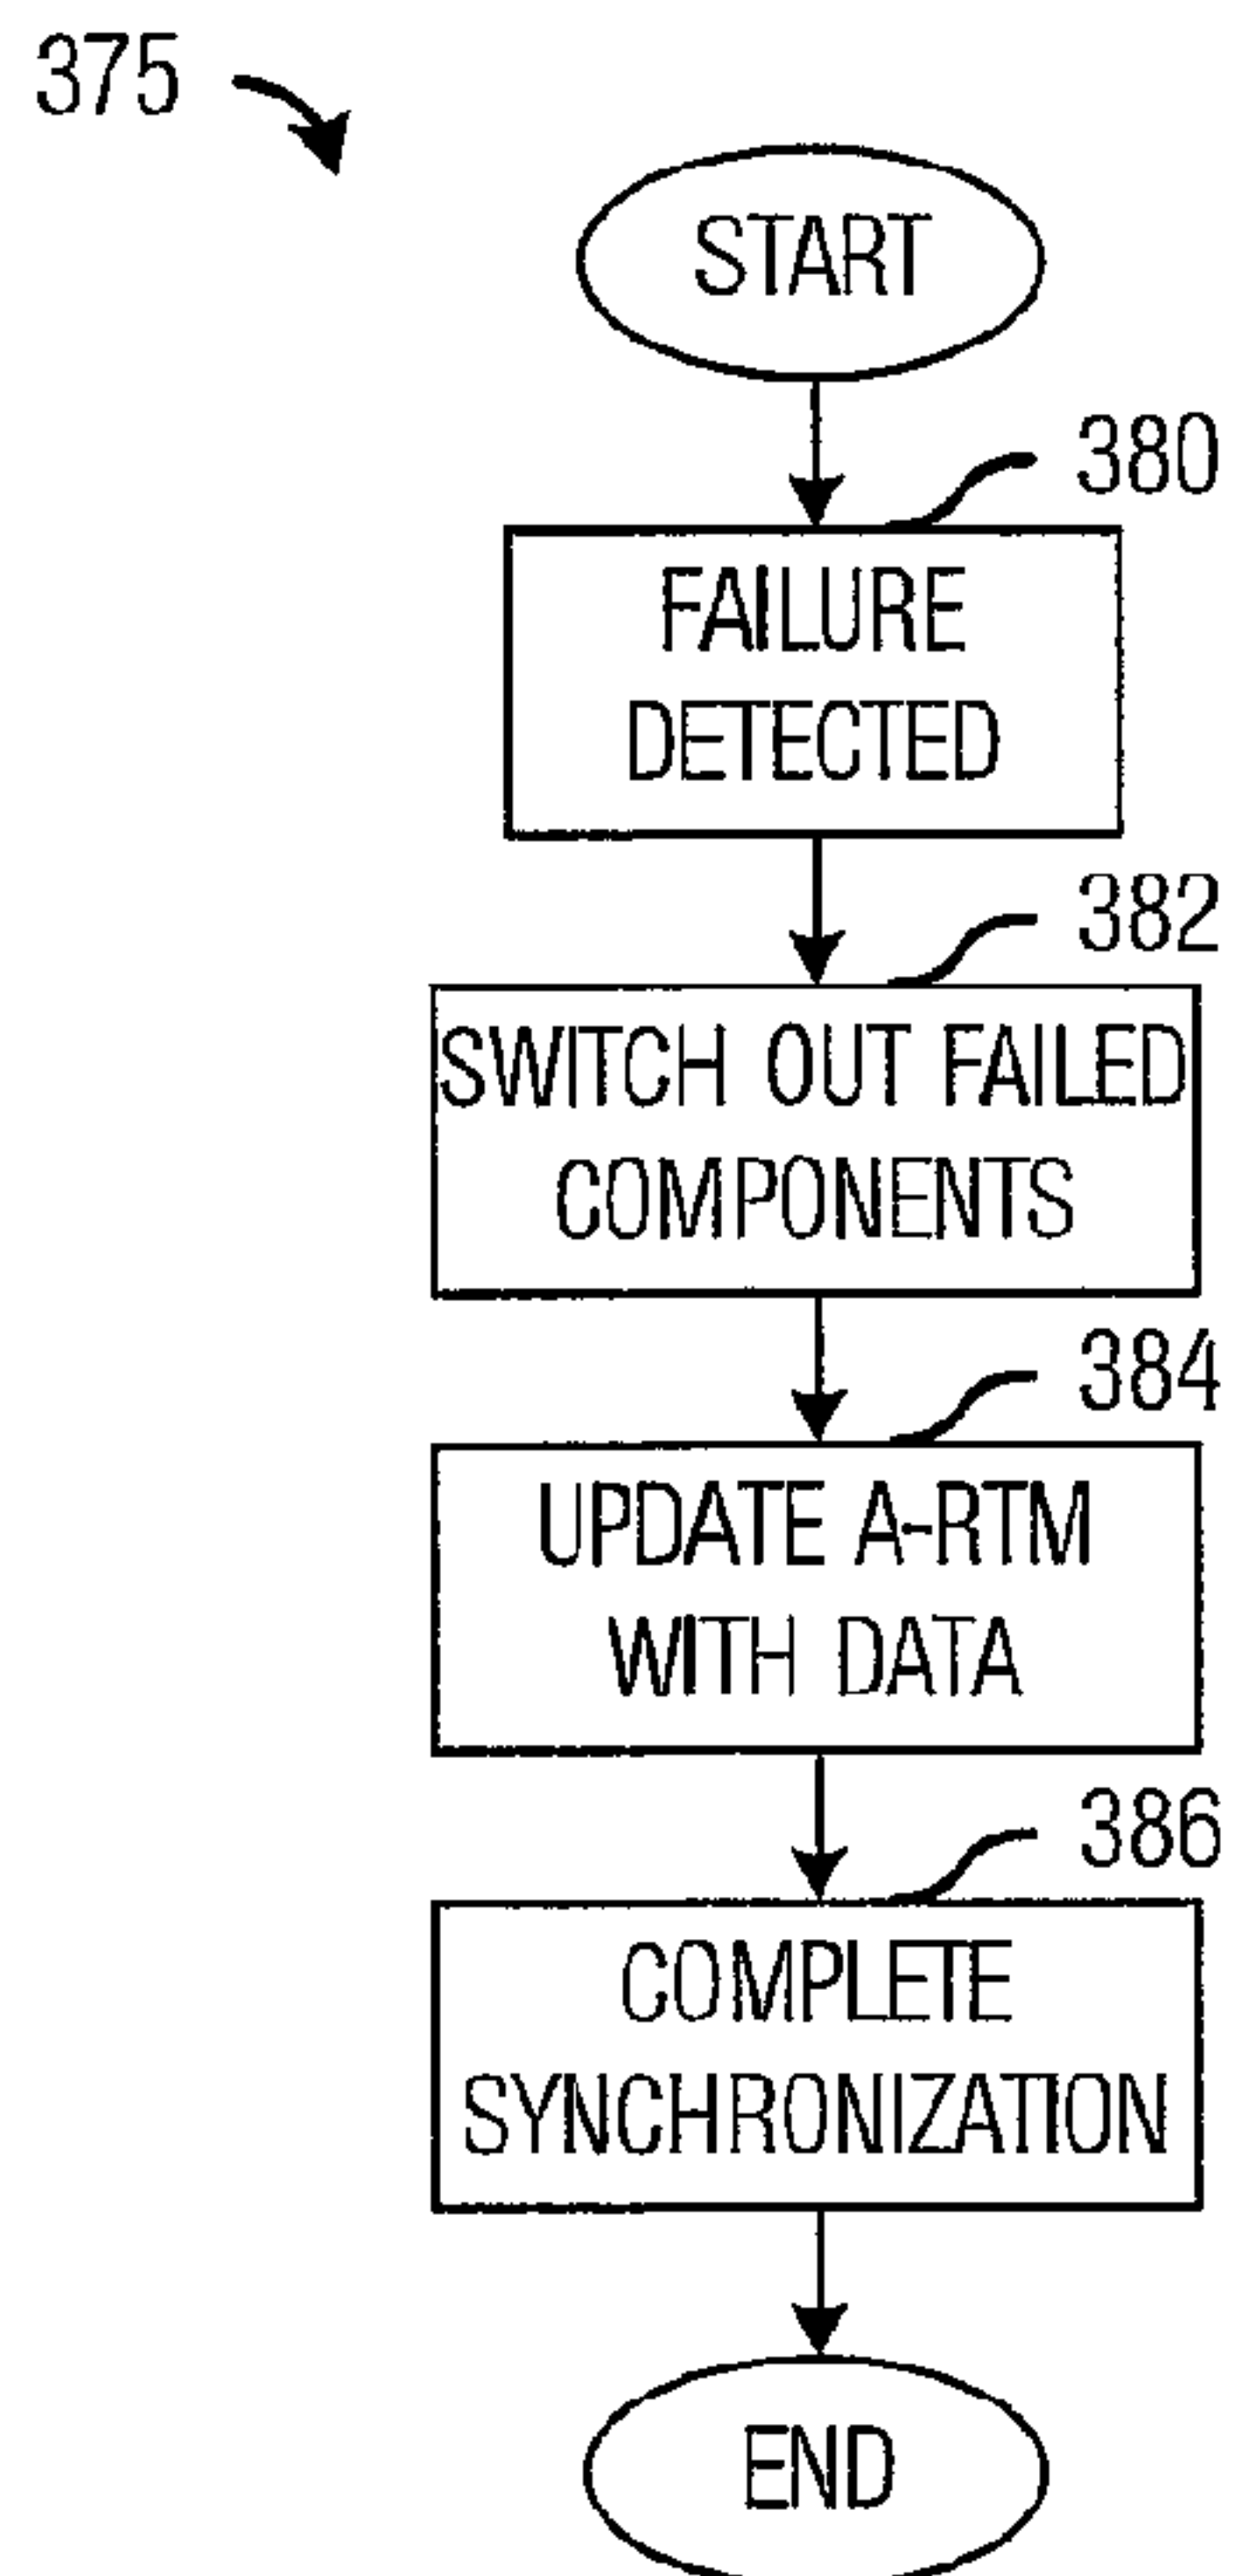 375
START
380
FAILURE
DETECTED
382
SWITCH OUT FAILED
COMPONENTS
384
UPDATE A-RTM
WITH DATA
386
COMPLETE
SYNCHRONIZATION
END